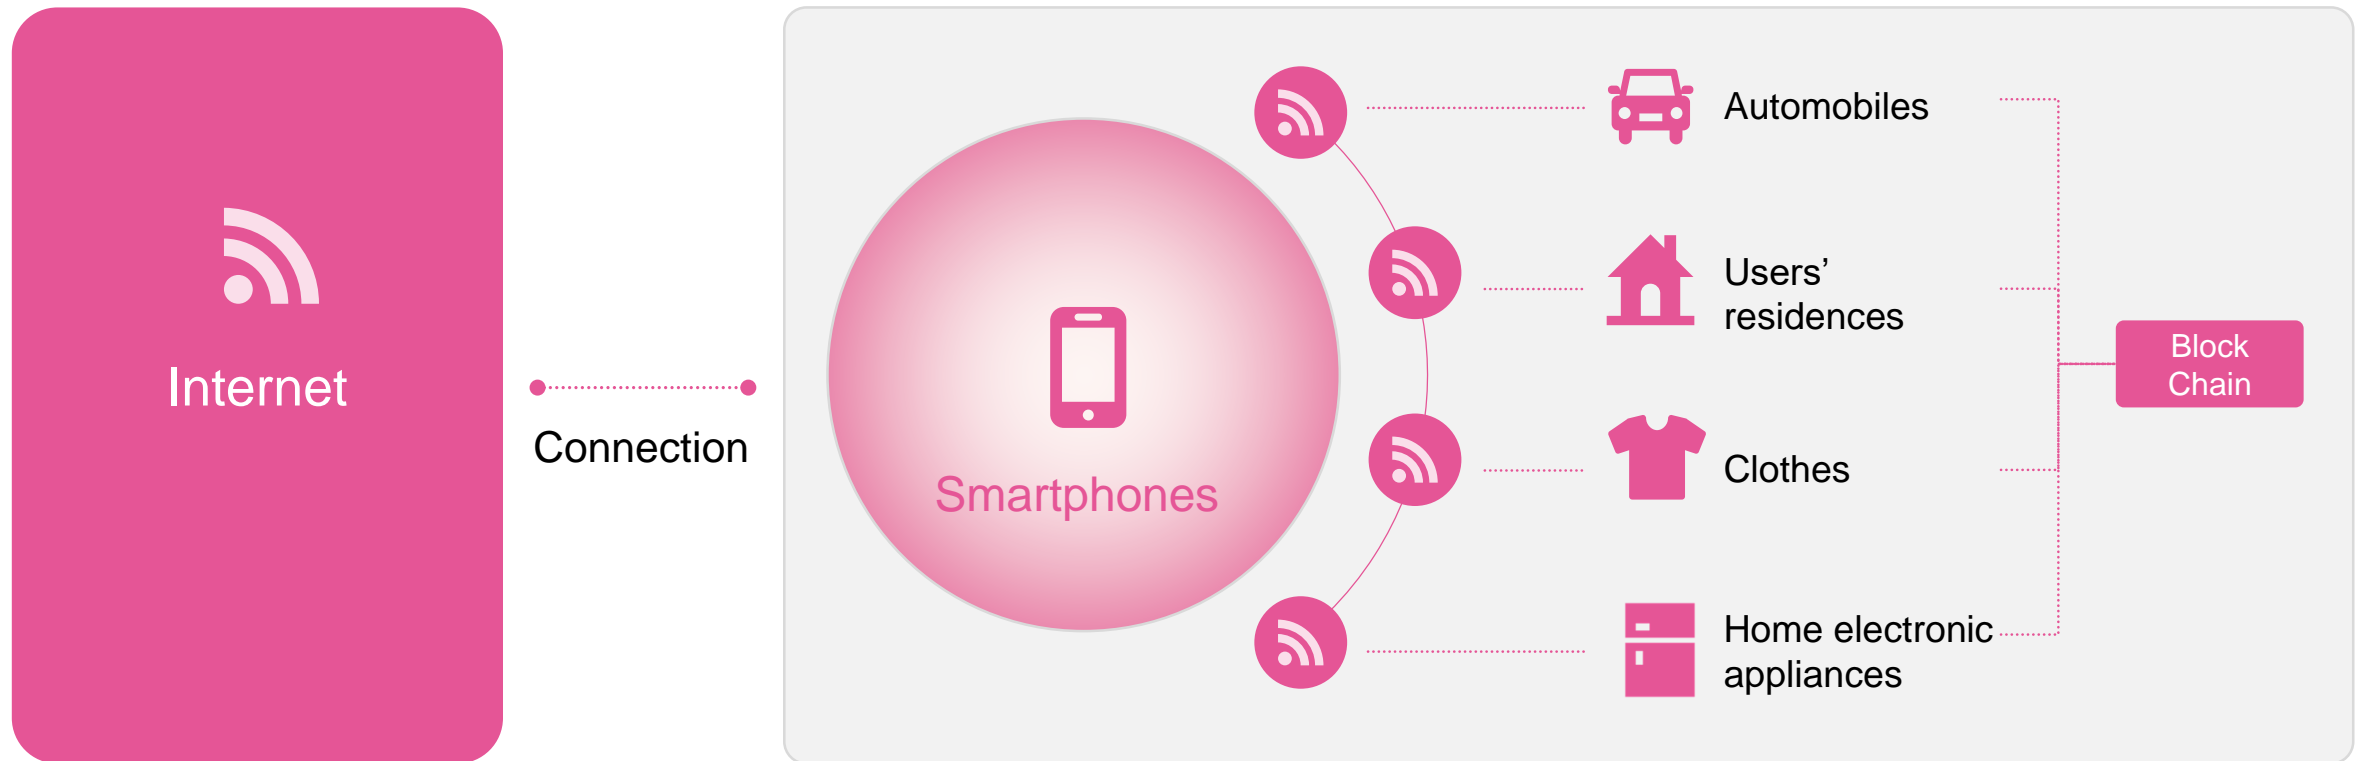 Internet
Connection
Smartphones
Automobiles
Users’
residences
Clothes
Home electronic
appliances
Block
Chain